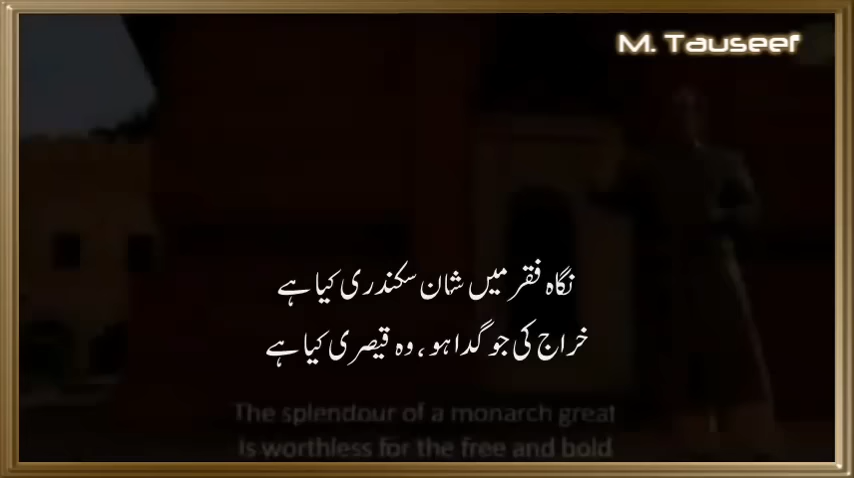 M. Tauseef
نگاہ فقر میں شان سکندری کیا ہے
خراج کی جو گدا ہو ، وہ قیصری کیا ہے
The splendour of a monarch great
Is worthless for the free and bold